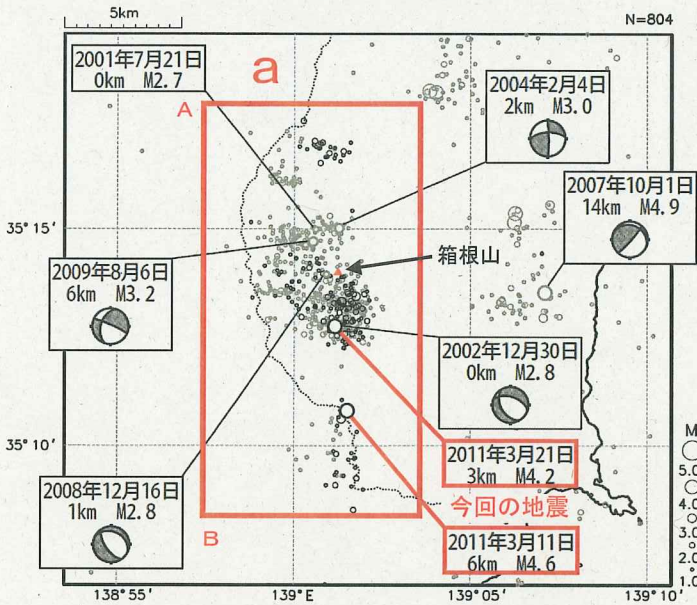 5km
N=804
2001年7月21日
0km M2.7
a
A
2004年2月4日
2km M3.0
2007年10月1日
14km M4.9
35°15′
箱根山
2009年8月6日
6km M3.2
2002年12月30日
0km M2.8
35°10′
2011年3月21日
3km M4.2
今回の地震
2008年12月16日
1km M2.8
B
2011年3月11日
6km M4.6
M
5.0
4.0
3.0
2.0
1.0
138°55′
139°E
139°05′
139°10′